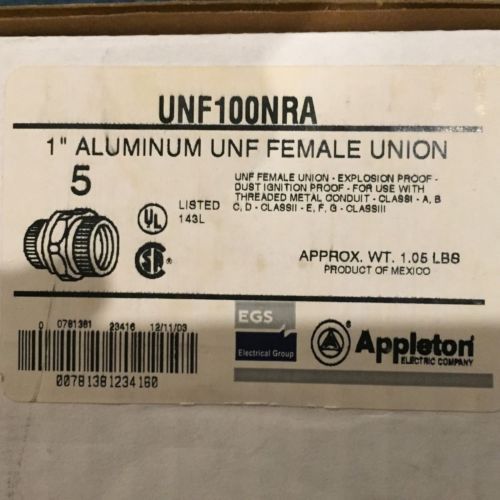 UNF100NRA
1" ALUMINUM UNF FEMALE UNION
5
UNF FEMALE UNION - EXPLOSION PROOF -
DUST IGNITION PROOF - FOR USE WITH
THREADED METAL CONDUIT - CLASSI - A, B
C, D - CLASSII - E, F, G - CLASSIII
UL
LISTED
143L
SA
®
APPROX. WT. 1.05 LBS
PRODUCT OF MEXICO
0 0781381 23416 12/11/03
00781381234160
EGS
Electrical Group
A
®
Appleton
ELECTRIC COMPANY